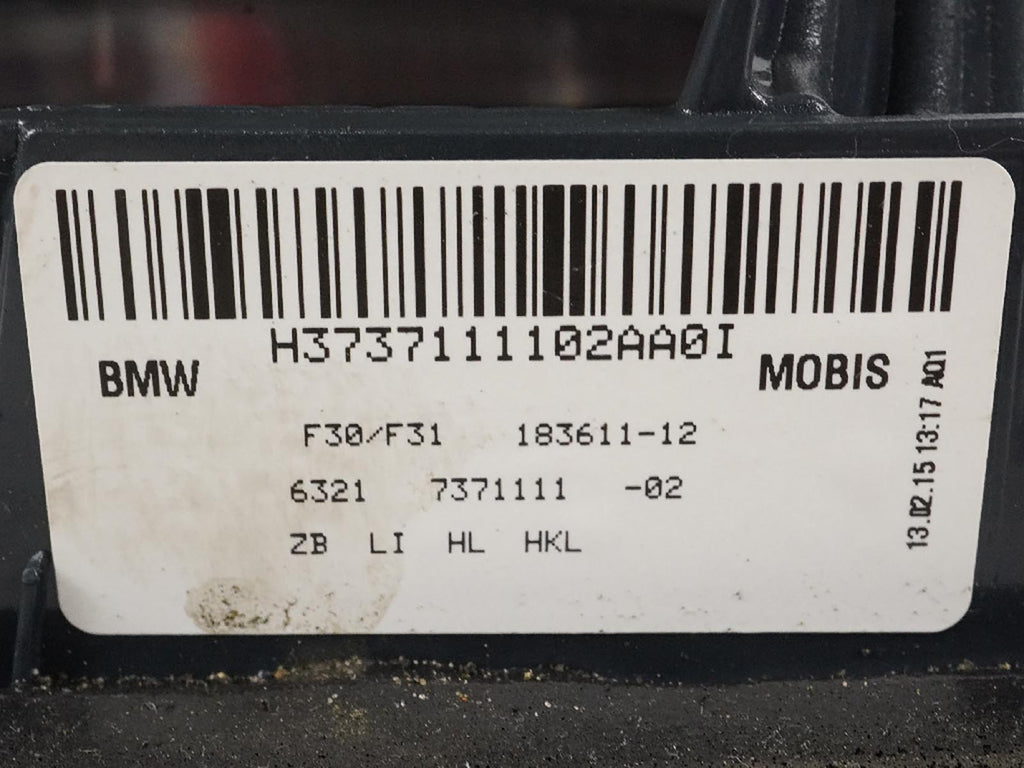 H3737111102AA0I
BMW
MOBIS
F30/F31 183611-12
6321 7371111 -02
ZB LI HL HKL
13.02.15 13:17 A01